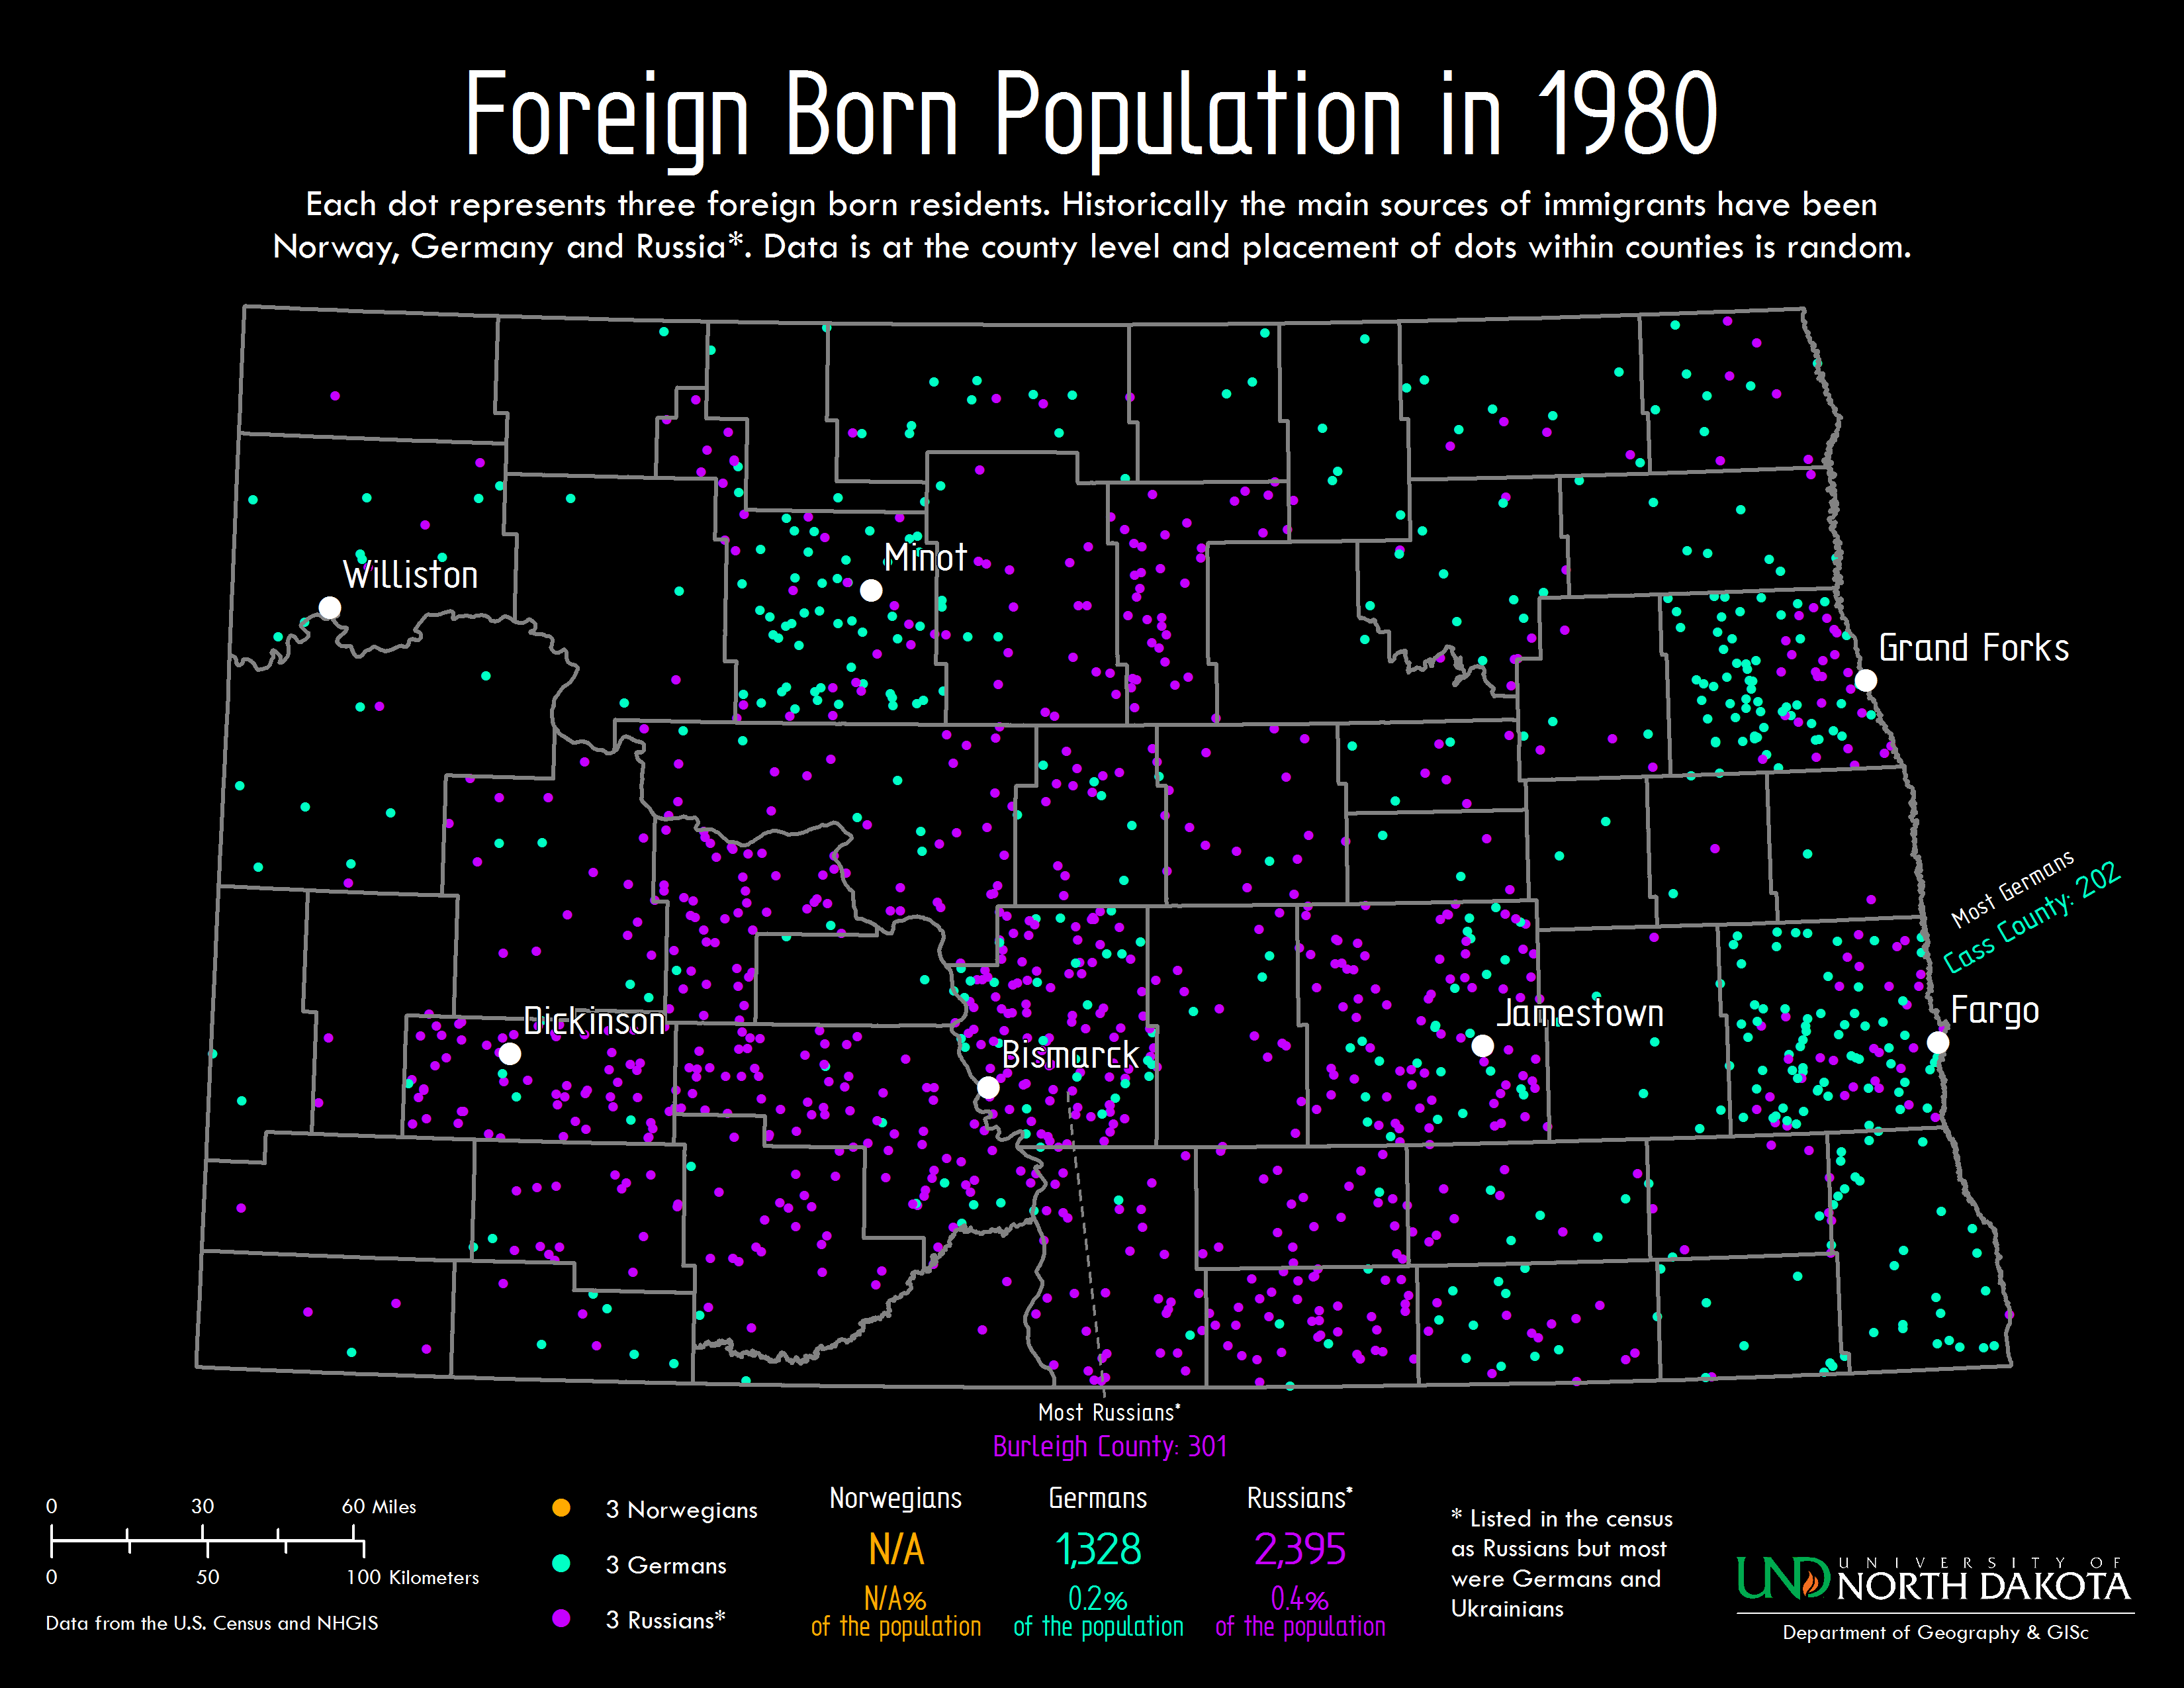 Foreign Born Population in 1980
Each dot represents three foreign born residents. Historically the main sources of immigrants have been
Norway, Germany and Russia*. Data is at the county level and placement of dots within counties is random.
Minot
Williston
Grand Forks
Most Germans
Cass County: 202
Dickinson
Jamestown
Fargo
Bismarck
Most Russians*
Burleigh County: 301
0 30 60 Miles
0 50 100 Kilometers
Data from the U.S. Census and NHGIS
3 Norwegians
3 Germans
3 Russians*
Norwegians
N/A
N/A%
of the population
Germans
1,328
0.2%
of the population
Russians*
2,395
0.4%
of the population
* Listed in the census
as Russians but most
were Germans and
Ukrainians
UND
UNIVERSITY OF
NORTH DAKOTA
Department of Geography & GISc